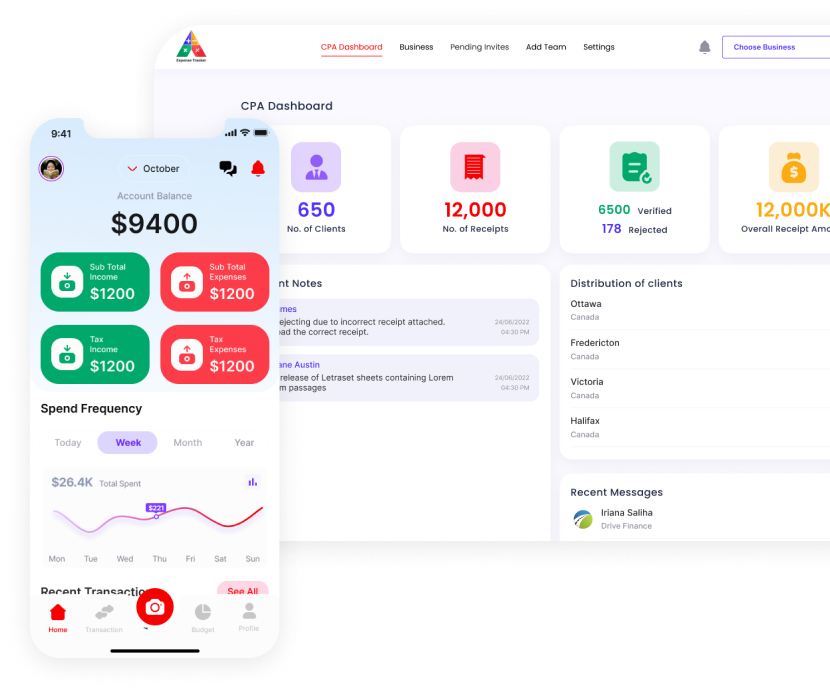 Expense Tracker
CPA Dashboard
Business
Pending Invites
Add Team
Settings
Choose Business
CPA Dashboard
650
No. of Clients
12,000
No. of Receipts
6500 Verified
178 Rejected
12,000K
Overall Receipt Amo
nt Notes
mes
ejecting due to incorrect receipt attached.
ad the correct receipt.
24/06/2022
04:30 PM
ne Austin
release of Letraset sheets containing Lorem
m passages
24/06/2022
04:30 PM
Distribution of clients
Ottawa
Canada
Fredericton
Canada
Victoria
Canada
Halifax
Canada
Recent Messages
Iriana Saliha
Drive Finance
9:41
October
Account Balance
$9400
Sub Total
Income
$1200
Sub Total
Expenses
$1200
Tax
Income
$1200
Tax
Expenses
$1200
Spend Frequency
Today
Week
Month
Year
$26.4K Total Spent
$221
Mon Tue Wed Thu Fri Sat Sun
Recent Transactio
See All
Home
Transaction
Budget
Profile